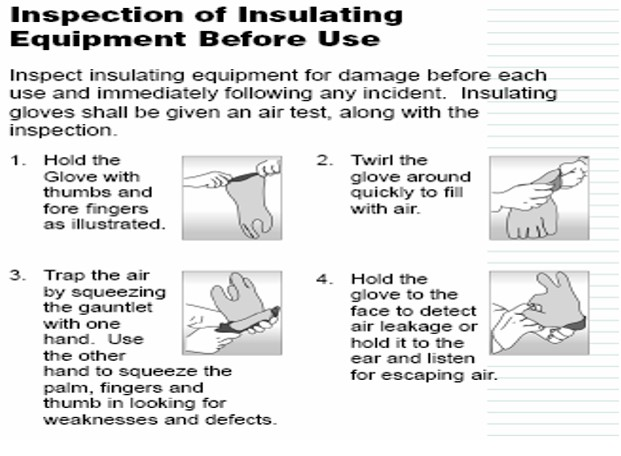 Inspection of Insulating
Equipment Before Use
Inspect insulating equipment for damage before each
use and immediately following any incident. Insulating
gloves shall be given an air test, along with the
inspection.
1. Hold the
Glove with
thumbs and
fore fingers
as illustrated.
2. Twirl the
glove around
quickly to fill
with air.
3. Trap the air
by squeezing
the gauntlet
with one
hand. Use
the other
hand to squeeze the
palm, fingers and
thumb in looking for
weaknesses and defects.
4. Hold the
glove to the
face to detect
air leakage or
hold it to the
ear and listen
for escaping air.